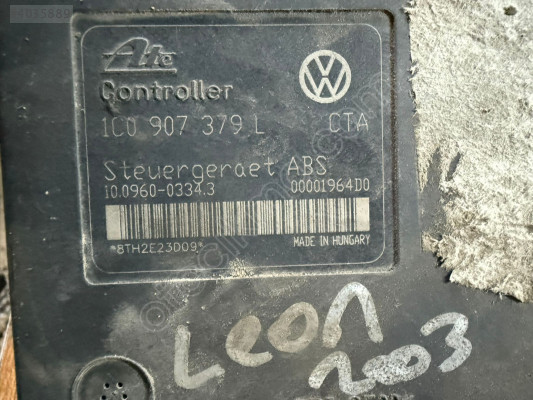 Ate
Controller
1C0 907 379 L CTA
Steuergeraet ABS
10.0960-0334.3 00001964D0
*8TH2E23D09*
MADE IN HUNGARY
Leon
2003